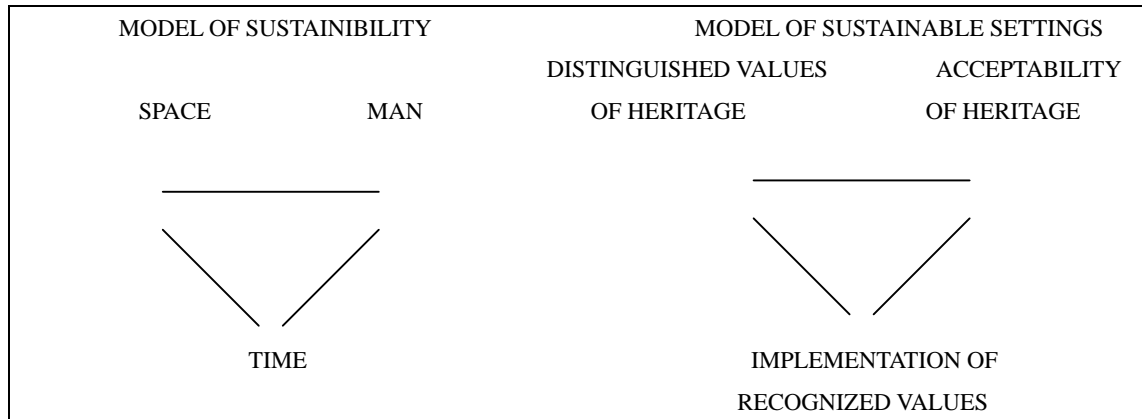 MODEL OF SUSTAINIBILITY
SPACE MAN
TIME
MODEL OF SUSTAINABLE SETTINGS
DISTINGUISHED VALUES ACCEPTABILITY
OF HERITAGE OF HERITAGE
IMPLEMENTATION OF
RECOGNIZED VALUES